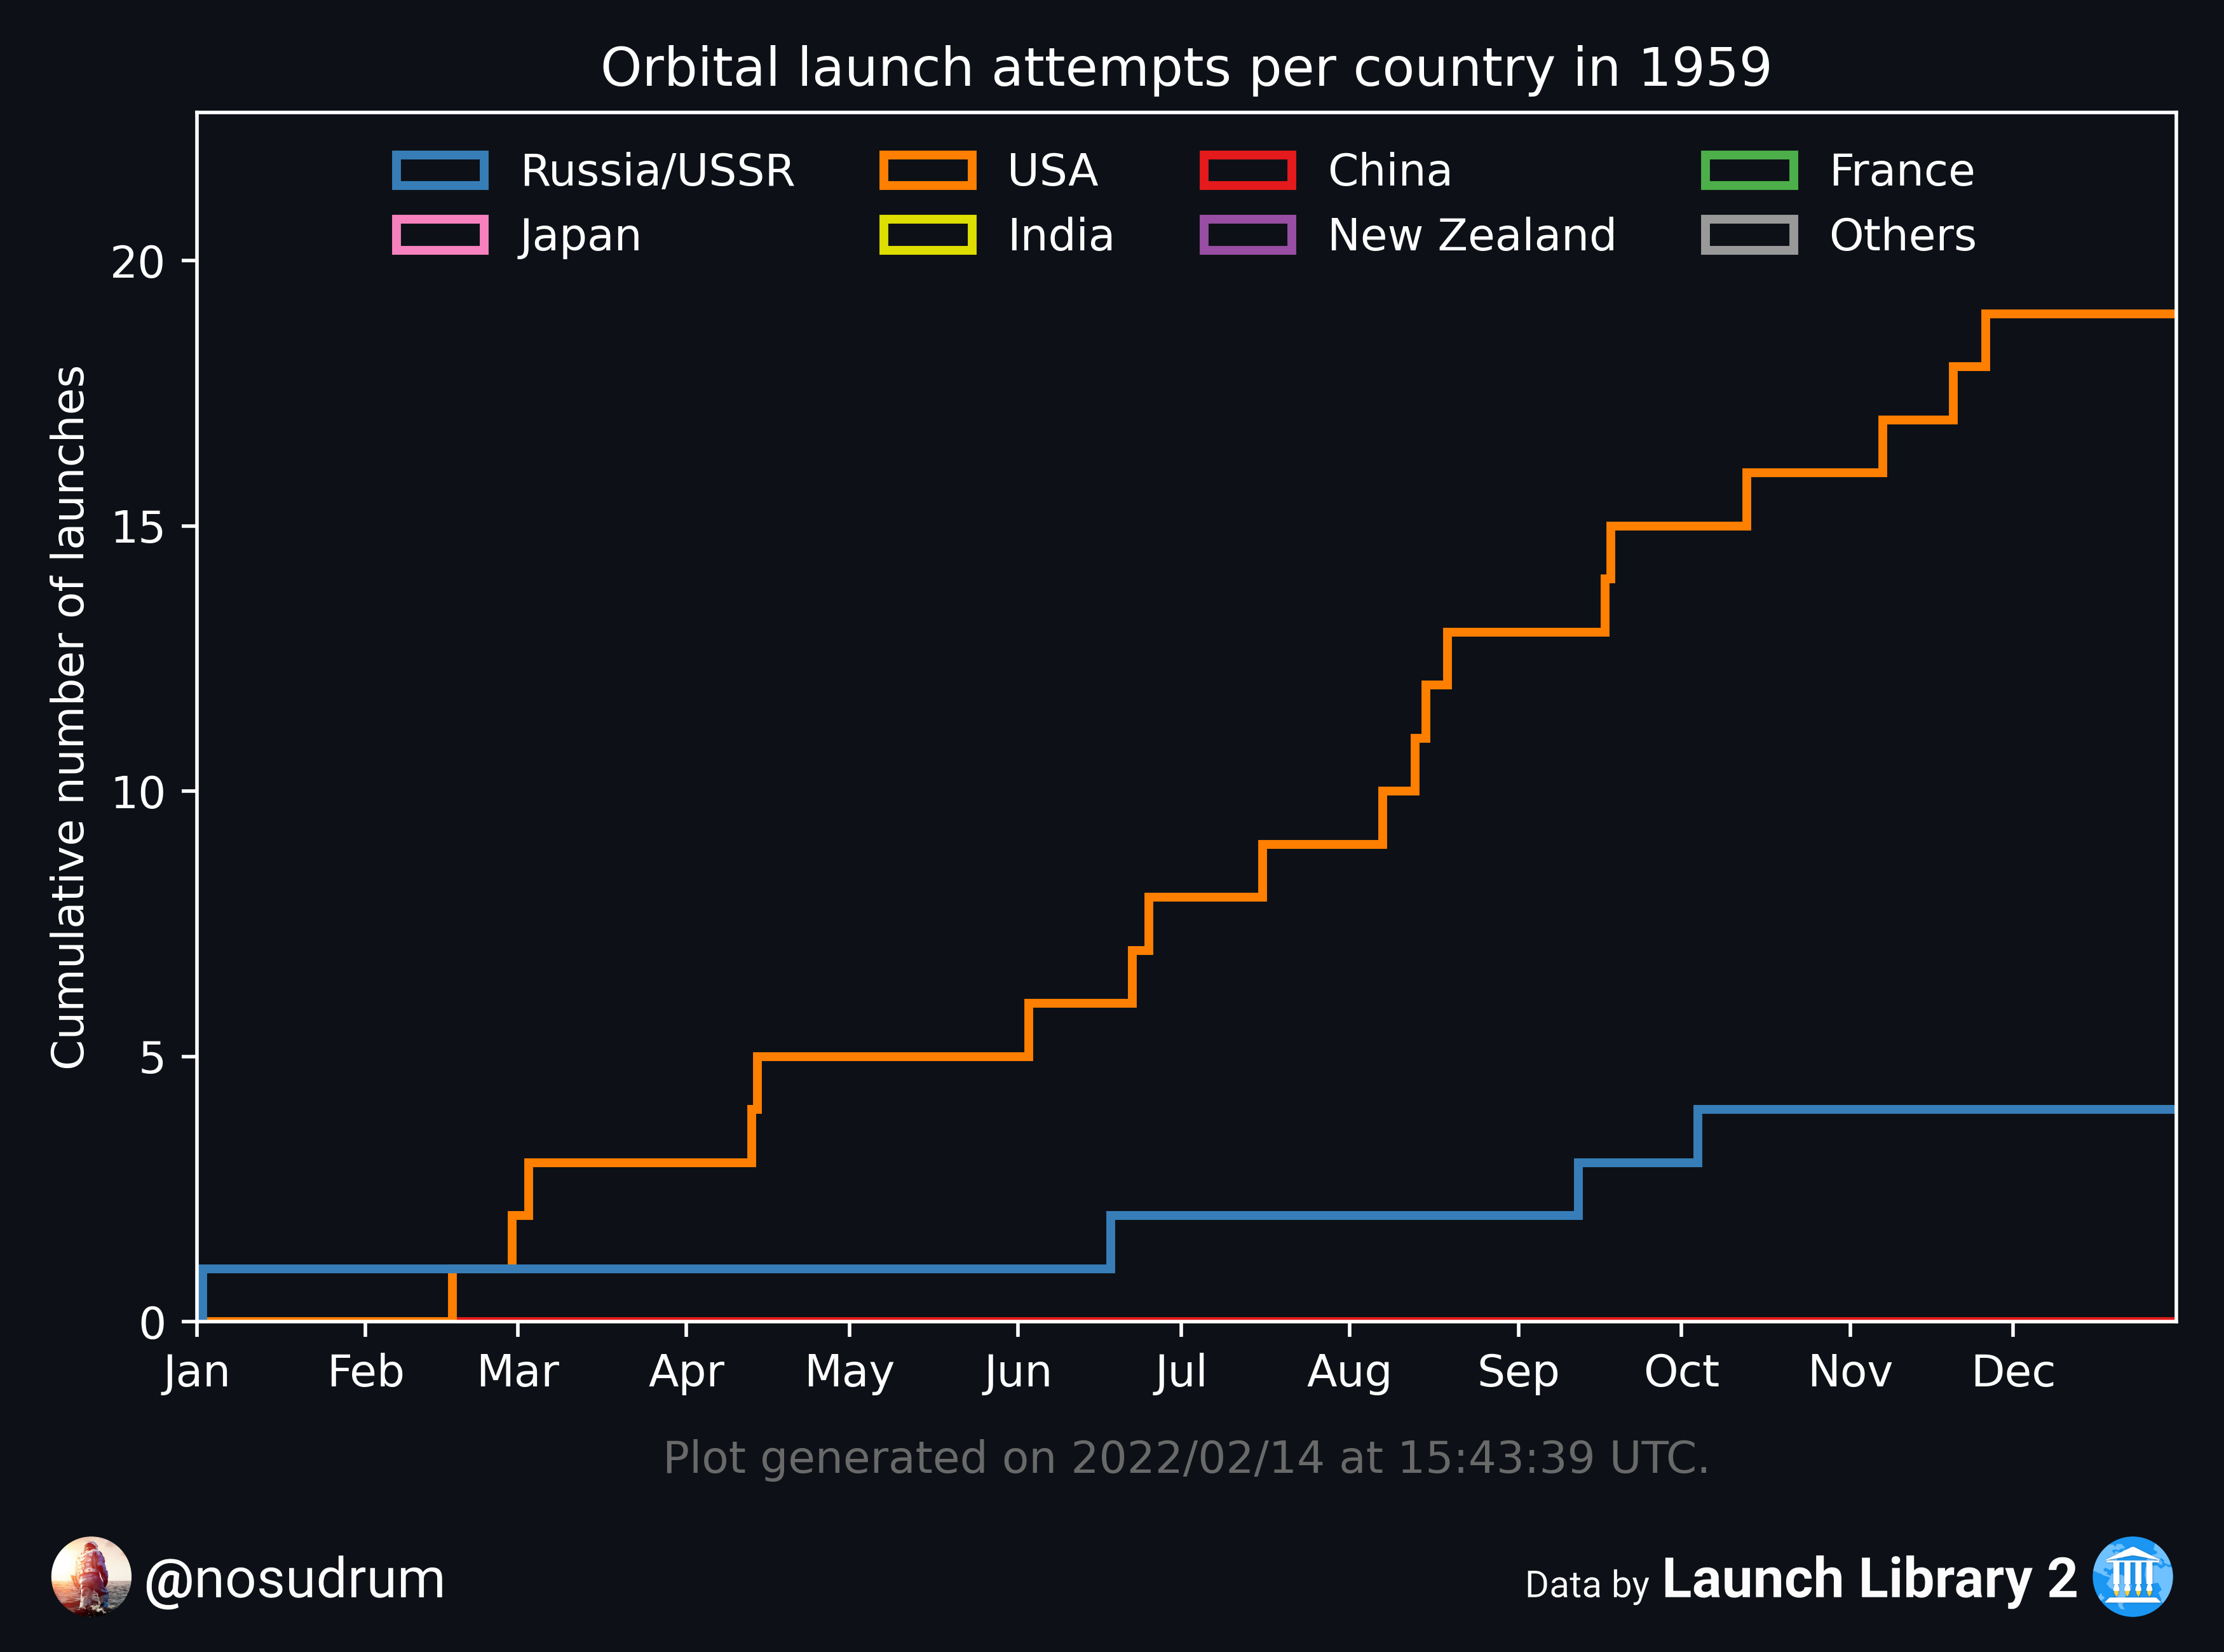 Orbital launch attempts per country in 1959
Russia/USSR USA China France
Japan India New Zealand Others
Cumulative number of launches
20
15
10
5
0
Jan Feb Mar Apr May Jun Jul Aug Sep Oct Nov Dec
Plot generated on 2022/02/14 at 15:43:39 UTC.
@nosudrum
Data by Launch Library 2